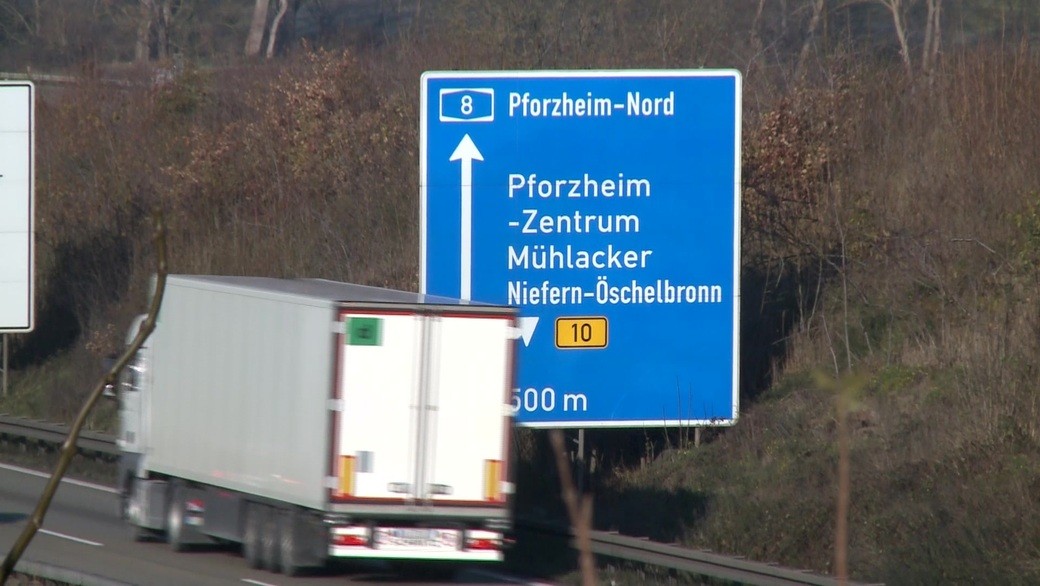 8 Pforzheim-Nord
Pforzheim
-Zentrum
Mühlacker
Niefern-Öschelbronn
10
500 m